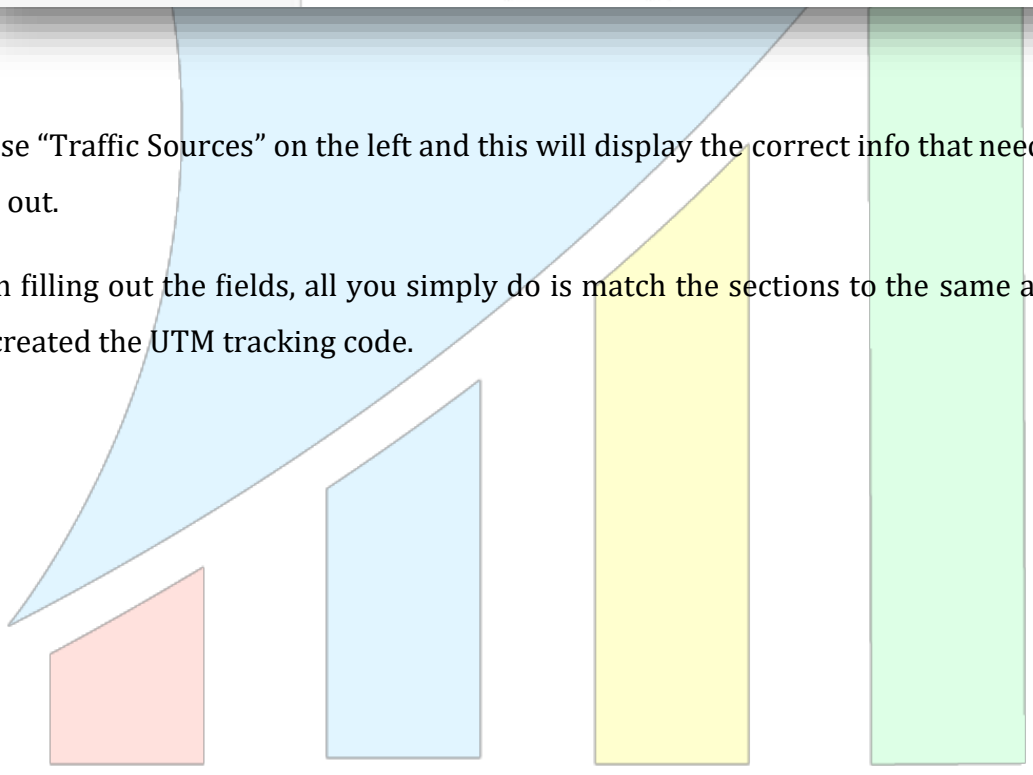 se “Traffic Sources” on the left and this will display the correct info that need
out.
n filling out the fields, all you simply do is match the sections to the same a
created the UTM tracking code.